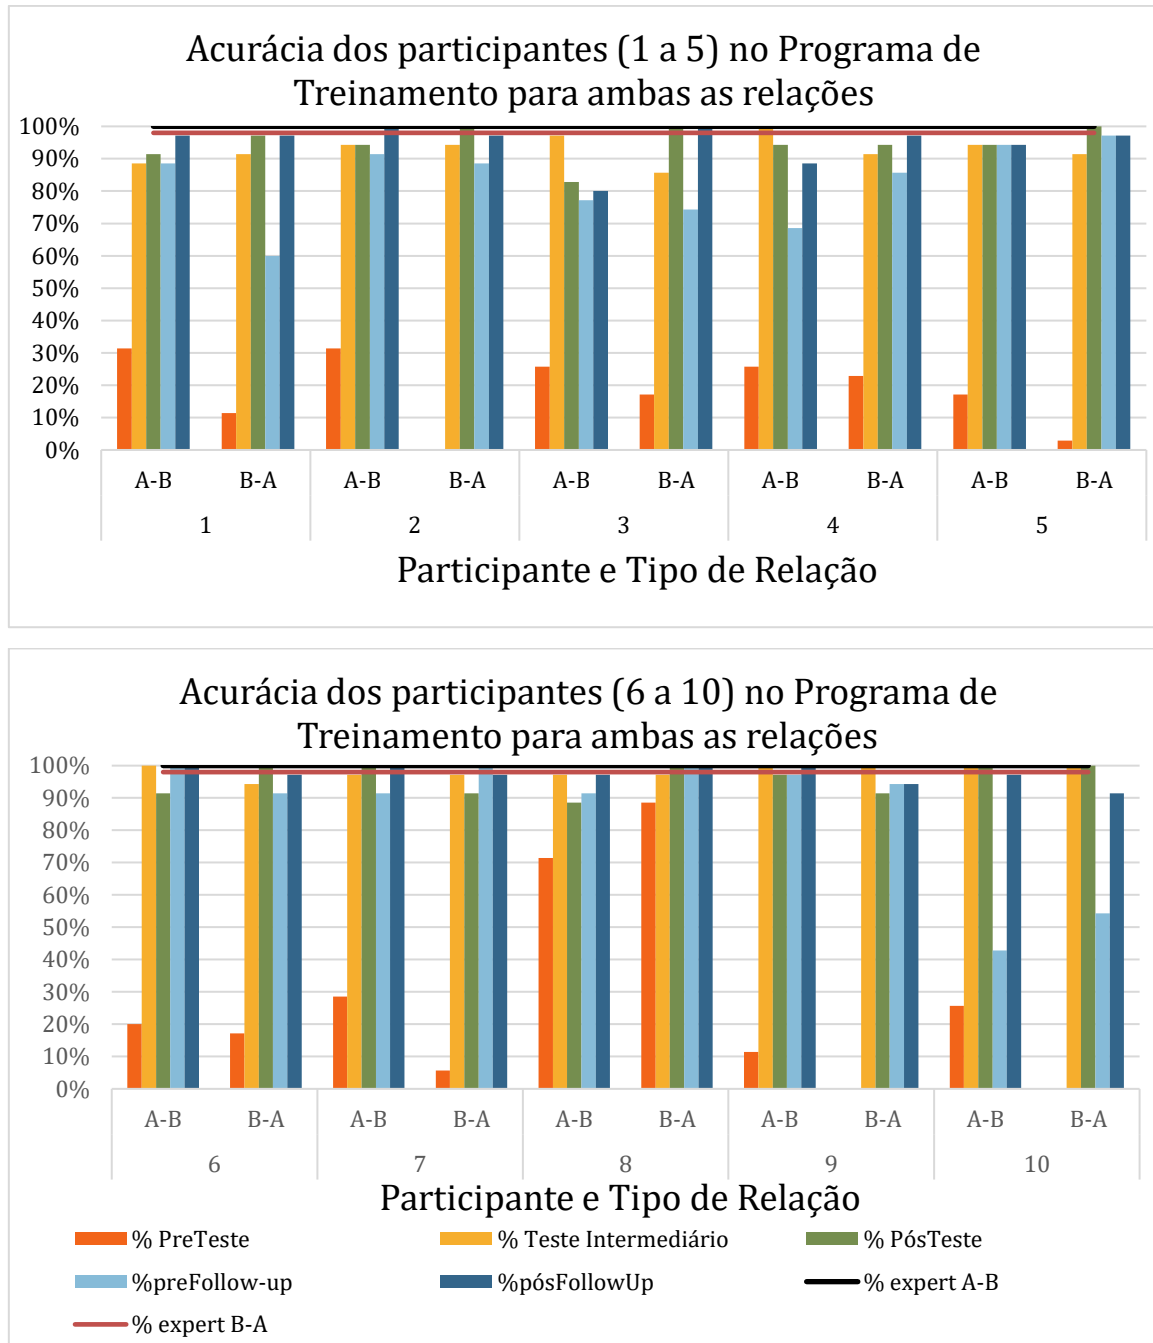 Acurácia dos participantes (1 a 5) no Programa de
Treinamento para ambas as relações
100%
90%
80%
70%
60%
50%
40%
30%
20%
10%
0%
A-B B-A A-B B-A A-B B-A A-B B-A A-B B-A
1 2 3 4 5
Participante e Tipo de Relação
Acurácia dos participantes (6 a 10) no Programa de
Treinamento para ambas as relações
100%
90%
80%
70%
60%
50%
40%
30%
20%
10%
0%
A-B B-A A-B B-A A-B B-A A-B B-A A-B B-A
6 7 8 9 10
Participante e Tipo de Relação
% PreTeste % Teste Intermediário % PósTeste
%preFollow-up %pósFollowUp % expert A-B
% expert B-A